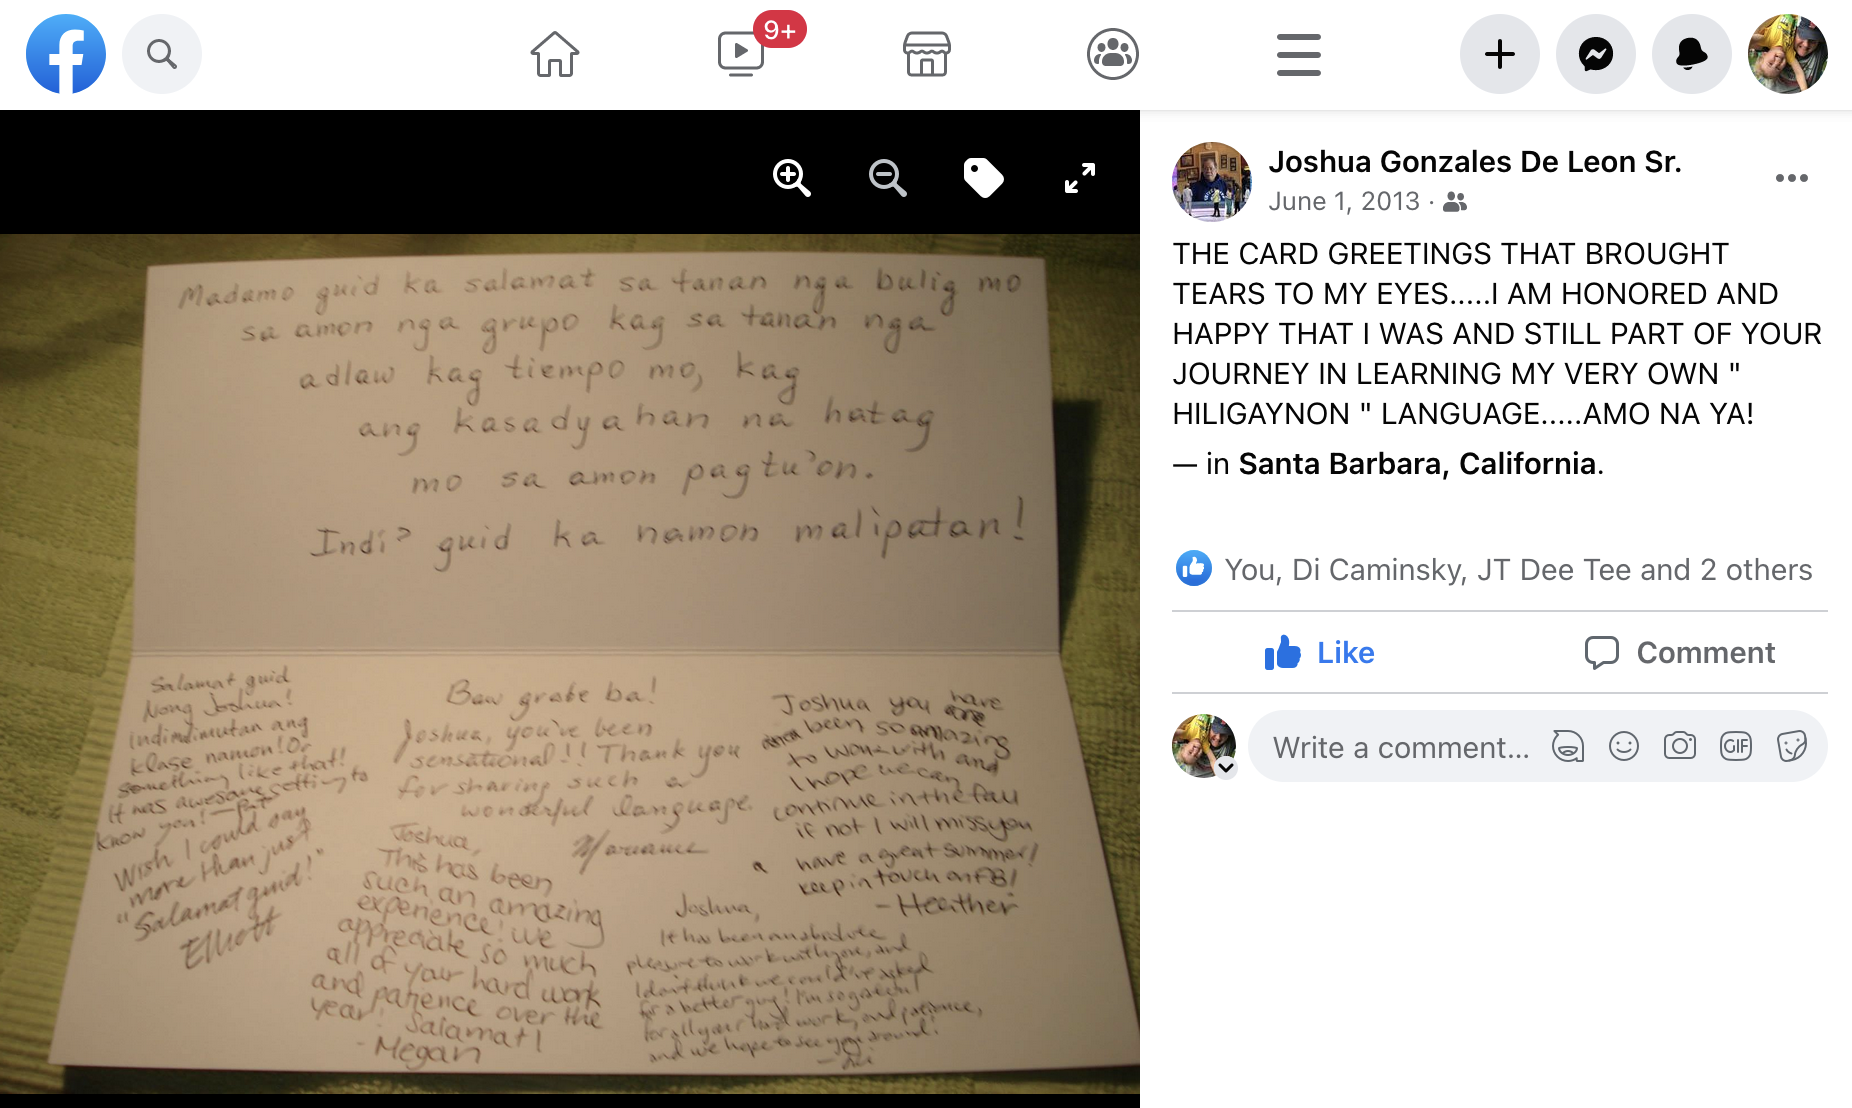 9+
Joshua Gonzales De Leon Sr.
June 1, 2013 ·
THE CARD GREETINGS THAT BROUGHT
TEARS TO MY EYES.....I AM HONORED AND
HAPPY THAT I WAS AND STILL PART OF YOUR
JOURNEY IN LEARNING MY VERY OWN "
HILIGAYNON " LANGUAGE.....AMO NA YA!
— in Santa Barbara, California.
You, Di Caminsky, JT Dee Tee and 2 others
Like
Comment
Write a comment...
GIF
Madamo guid ka salamat sa tanan nga bulig mo
sa amon nga grupo kag sa tanan nga
adlaw kag tiempo mo, kag
ang kasadyahan na hatag
mo sa amon pagtu'on.
Indi? guid ka namon malipatan!
Salamat guid
Nong Joshua!
indimalimutan ang
klase namon! Or
something like that!
It was awesome getting to
know you! — Pat
Wish I could say
more than just
"Salamat guid!"
Elliott
Baw grabe ba!
Joshua, you've been
sensational!! Thank you
for sharing such a
wonderful language.
Marianne
Joshua,
This has been
such an amazing
experience! We
appreciate so much
all of your hard work
and patience over the
year! Salamat!
- Megan
Joshua you have
been so amazing
to work with and
I hope we can
continue in the fall
if not I will miss you
have a great summer!
keep in touch on FB!
- Heather
Joshua,
It has been an absolute
pleasure to work with you, and
I don't think we could've asked
for a better guy! I'm so grateful
for all your hard work, and patience,
and we hope to see you around!